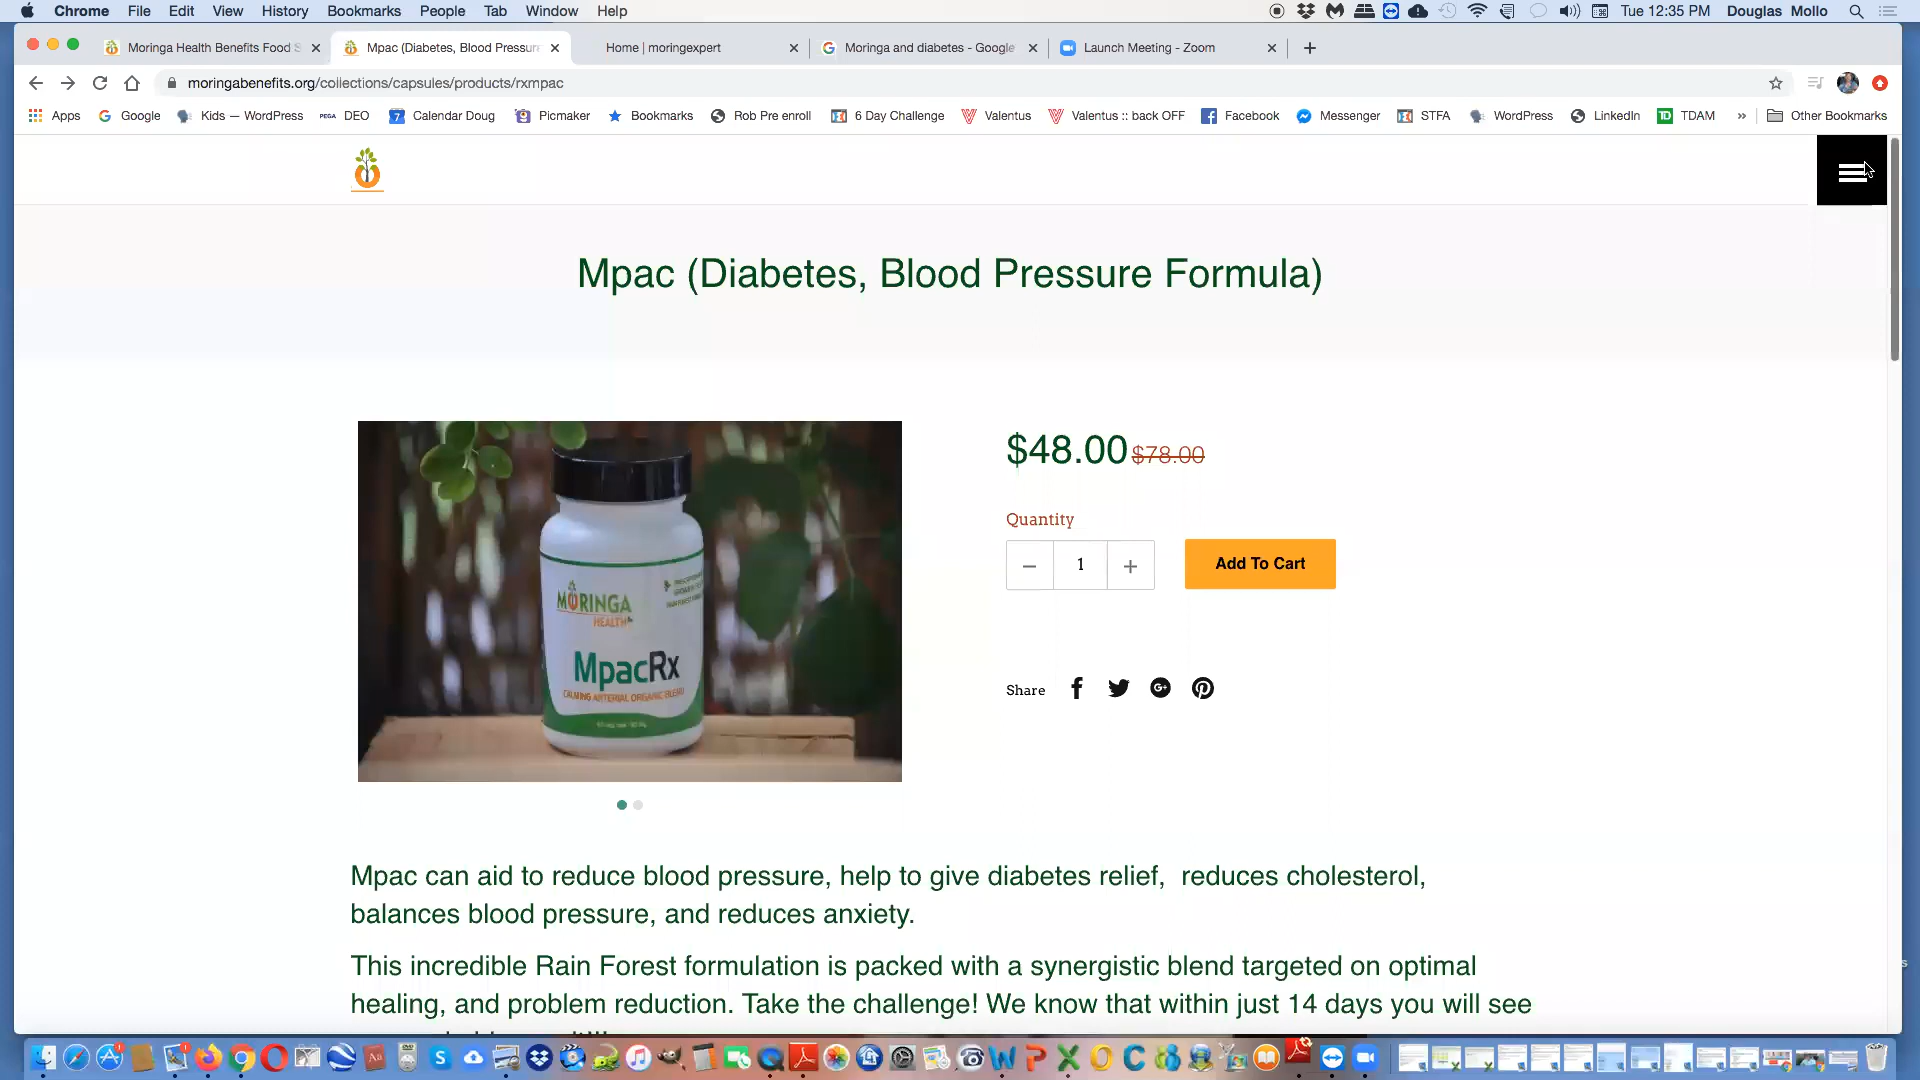 Chrome File Edit View History Bookmarks People Tab Window Help Tue 12:35 PM Douglas Mollo
Moringa Health Benefits Food S Mpac (Diabetes, Blood Pressure Home | moringexpert Moringa and diabetes - Google Launch Meeting - Zoom
moringabenefits.org/collections/capsules/products/rxmpac
Apps Google Kids — WordPress PEGA DEO Calendar Doug Picmaker Bookmarks Rob Pre enroll 6 Day Challenge Valentus Valentus :: back OFF Facebook Messenger STFA WordPress LinkedIn TD TDAM » Other Bookmarks
Mpac (Diabetes, Blood Pressure Formula)
$48.00 $78.00
Quantity
− 1 + Add To Cart
MORINGA
HEALTH
MpacRx
CALMING ARTERIAL ORGANIC BLEND
Share
Mpac can aid to reduce blood pressure, help to give diabetes relief, reduces cholesterol,
balances blood pressure, and reduces anxiety.
This incredible Rain Forest formulation is packed with a synergistic blend targeted on optimal
healing, and problem reduction. Take the challenge! We know that within just 14 days you will see